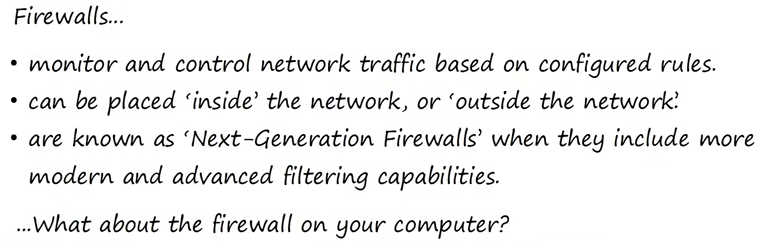 Firewalls...
• monitor and control network traffic based on configured rules.
• can be placed ‘inside’ the network, or ‘outside the network’.
• are known as ‘Next-Generation Firewalls’ when they include more
modern and advanced filtering capabilities.
...What about the firewall on your computer?